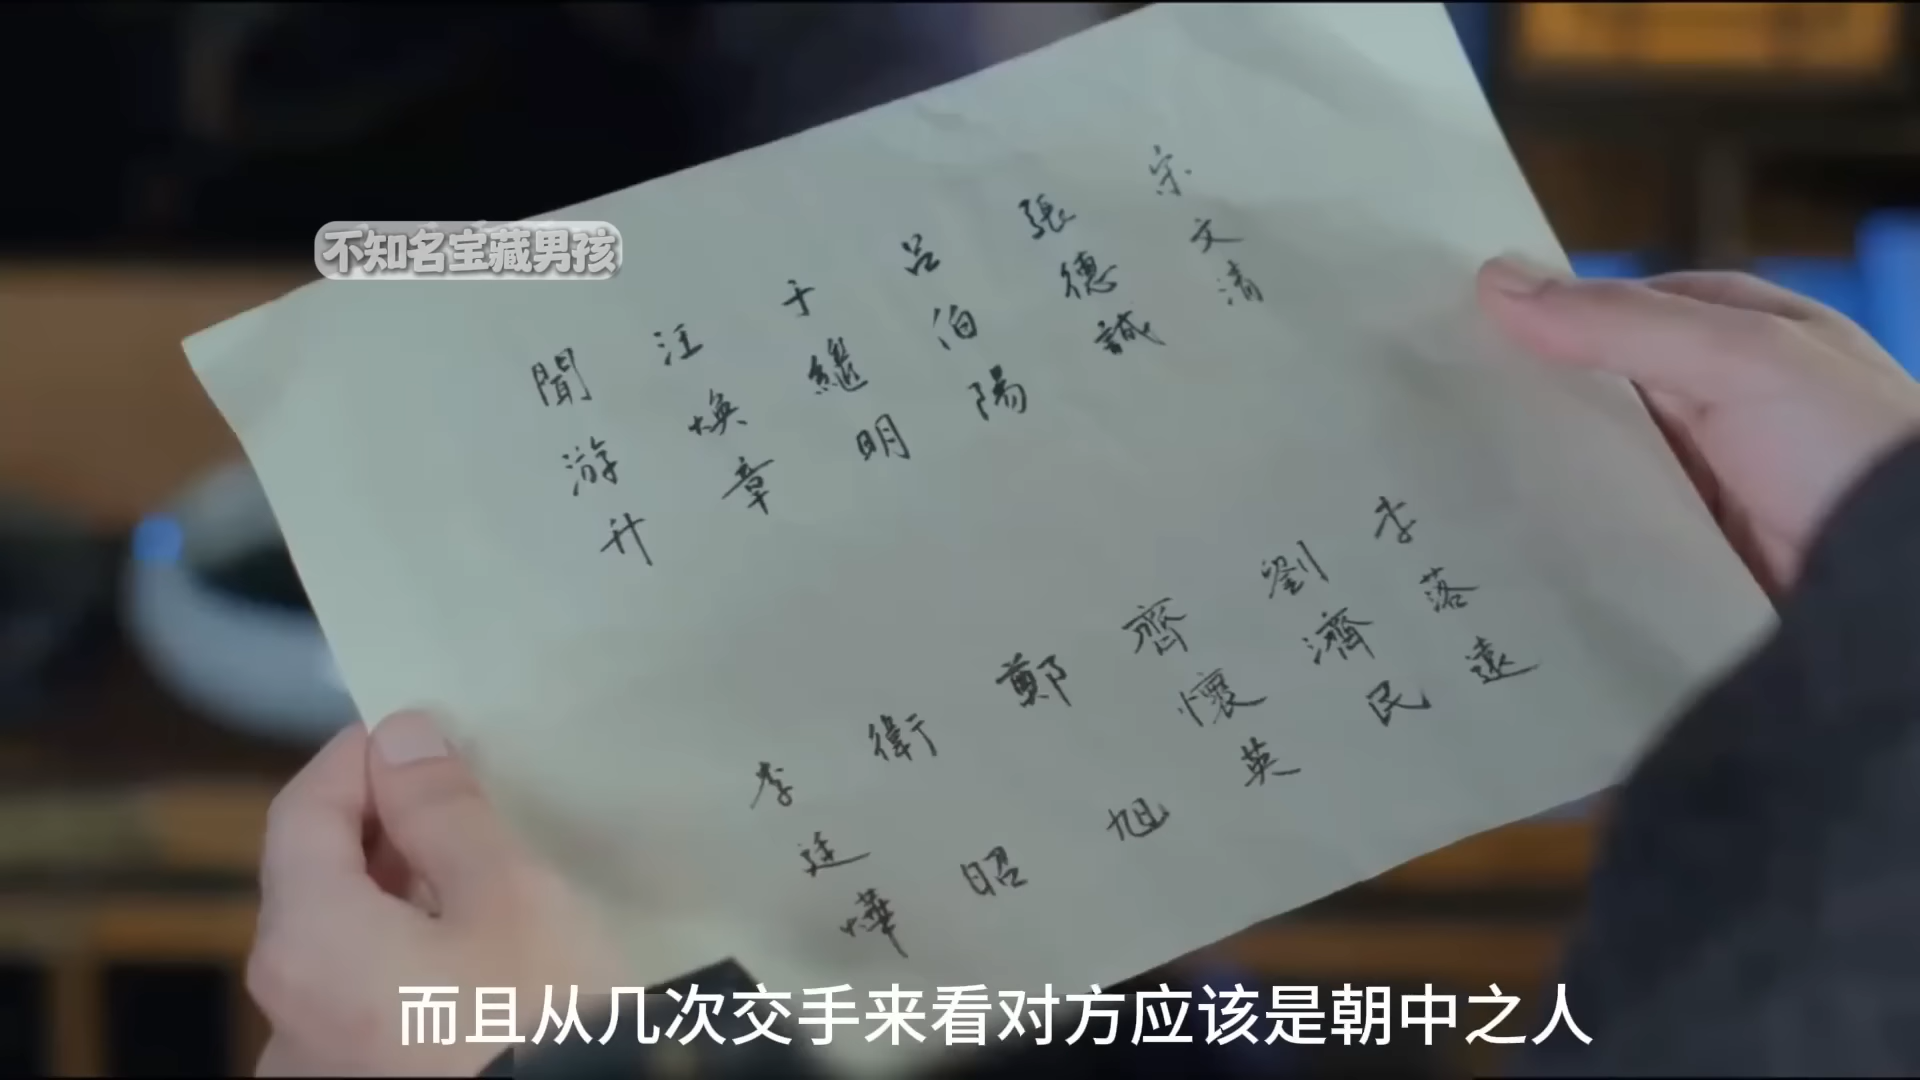 不知名宝藏男孩
宗文清
張德誠
呂伯陽
于繼明
汪煥章
聞游升
李落遠
劉濟民
齊懷英
鄭旭
衛昭
李廷燁
而且从几次交手来看对方应该是朝中之人